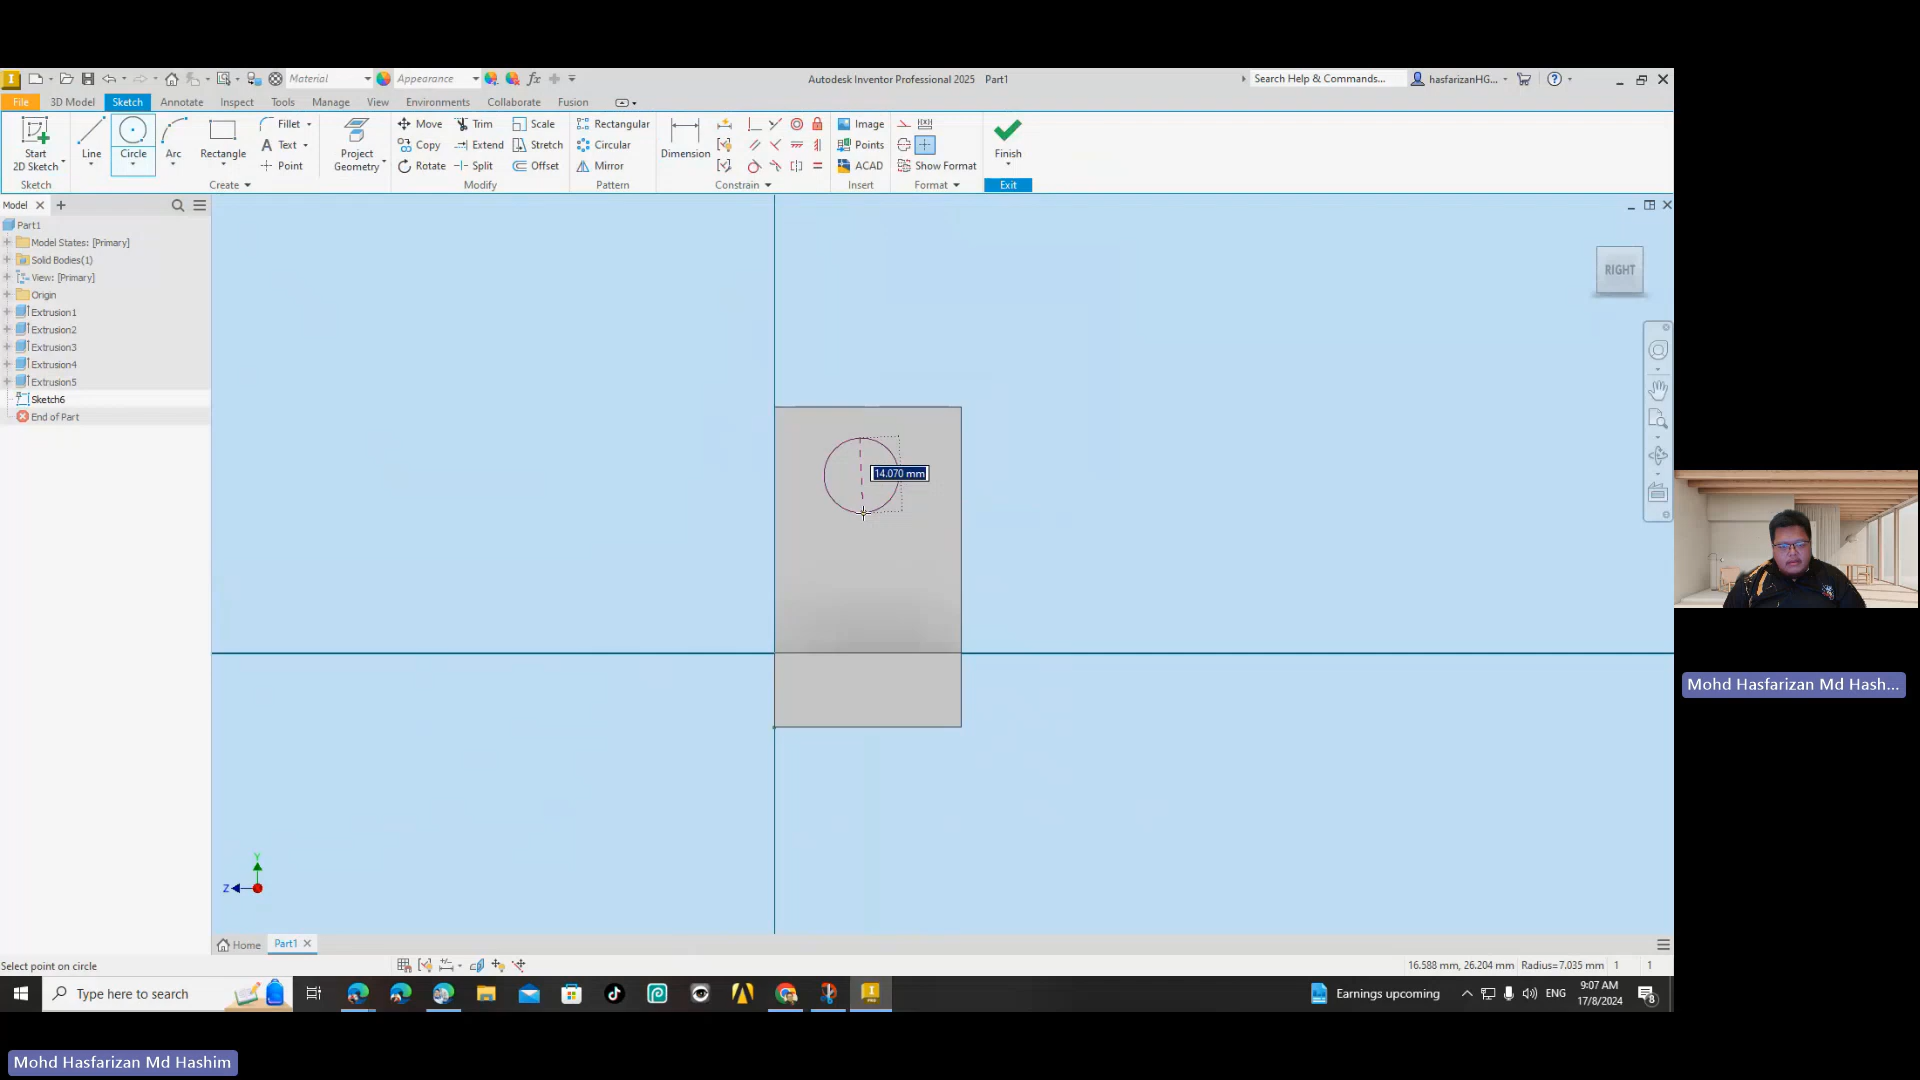 Material
Appearance
Autodesk Inventor Professional 2025 Part1
Search Help & Commands...
hasfarizanHG...
File
3D Model
Sketch
Annotate
Inspect
Tools
Manage
View
Environments
Collaborate
Fusion
Start
2D Sketch
Sketch
Line
Circle
Arc
Rectangle
Fillet
Text
Point
Create
Project
Geometry
Move
Copy
Rotate
Trim
Extend
Split
Scale
Stretch
Offset
Modify
Rectangular
Circular
Mirror
Pattern
Dimension
Constrain
Image
Points
ACAD
Insert
Show Format
Format
Finish
Exit
Model
Part1
Model States: [Primary]
Solid Bodies(1)
View: [Primary]
Origin
Extrusion1
Extrusion2
Extrusion3
Extrusion4
Extrusion5
Sketch6
End of Part
RIGHT
14.070 mm
Y
Z
Home
Part1
Select point on circle
16.588 mm, 26.204 mm Radius=7.035 mm 1 1
Type here to search
Earnings upcoming
ENG
9:07 AM
17/8/2024
8
Mohd Hasfarizan Md Hash...
Mohd Hasfarizan Md Hashim